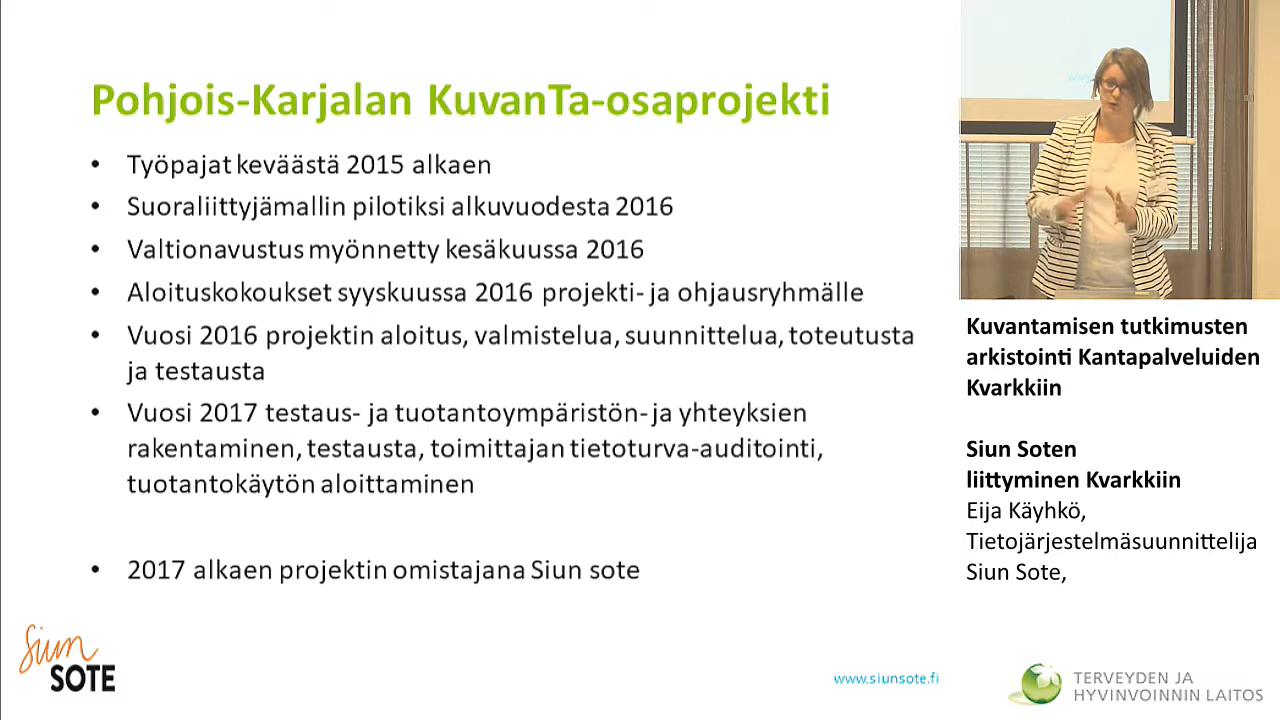 Pohjois-Karjalan KuvanTa-osaprojekti
• Työpajat keväästä 2015 alkaen
• Suoraliittyjämallin pilotiksi alkuvuodesta 2016
• Valtionavustus myönnetty kesäkuussa 2016
• Aloituskokoukset syyskuussa 2016 projekti- ja ohjausryhmälle
• Vuosi 2016 projektin aloitus, valmistelua, suunnittelua, toteutusta
ja testausta
• Vuosi 2017 testaus- ja tuotantoympäristön- ja yhteyksien
rakentaminen, testausta, toimittajan tietoturva-auditointi,
tuotantokäytön aloittaminen
• 2017 alkaen projektin omistajana Siun sote
Siun
SOTE
www.siunsote.fi
Kuvantamisen tutkimusten
arkistointi Kantapalveluiden
Kvarkkiin
Siun Soten
liittyminen Kvarkkiin
Eija Käyhkö,
Tietojärjestelmäsuunnittelija
Siun Sote,
TERVEYDEN JA
HYVINVOINNIN LAITOS